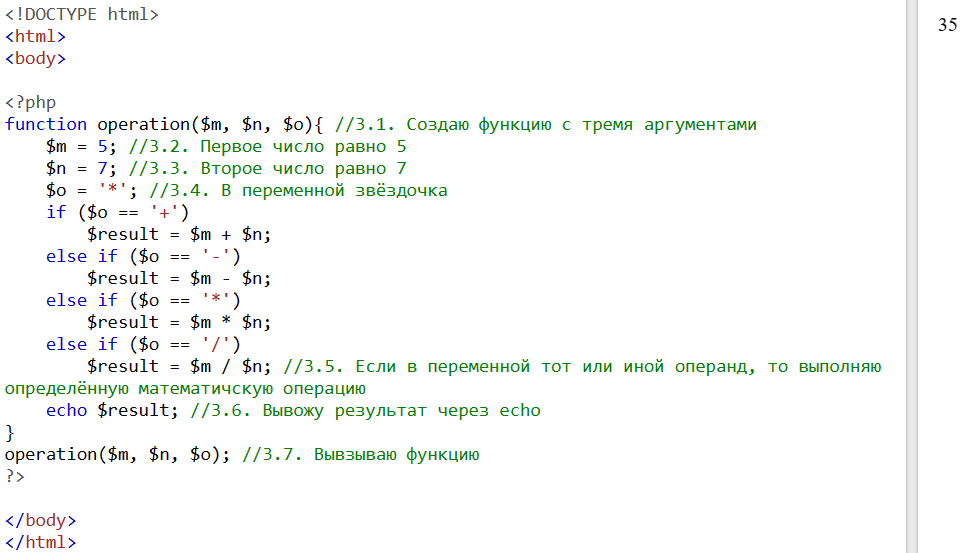 <!DOCTYPE html>
<html>
<body>

<?php
function operation($m, $n, $o){ //3.1. Создаю функцию с тремя аргументами
    $m = 5; //3.2. Первое число равно 5
    $n = 7; //3.3. Второе число равно 7
    $o = '*'; //3.4. В переменной звёздочка
    if ($o == '+')
        $result = $m + $n;
    else if ($o == '-')
        $result = $m - $n;
    else if ($o == '*')
        $result = $m * $n;
    else if ($o == '/')
        $result = $m / $n; //3.5. Если в переменной тот или иной операнд, то выполняю
определённую математичскую операцию
    echo $result; //3.6. Вывожу результат через echo
}
operation($m, $n, $o); //3.7. Вывзываю функцию
?>

</body>
</html>
35